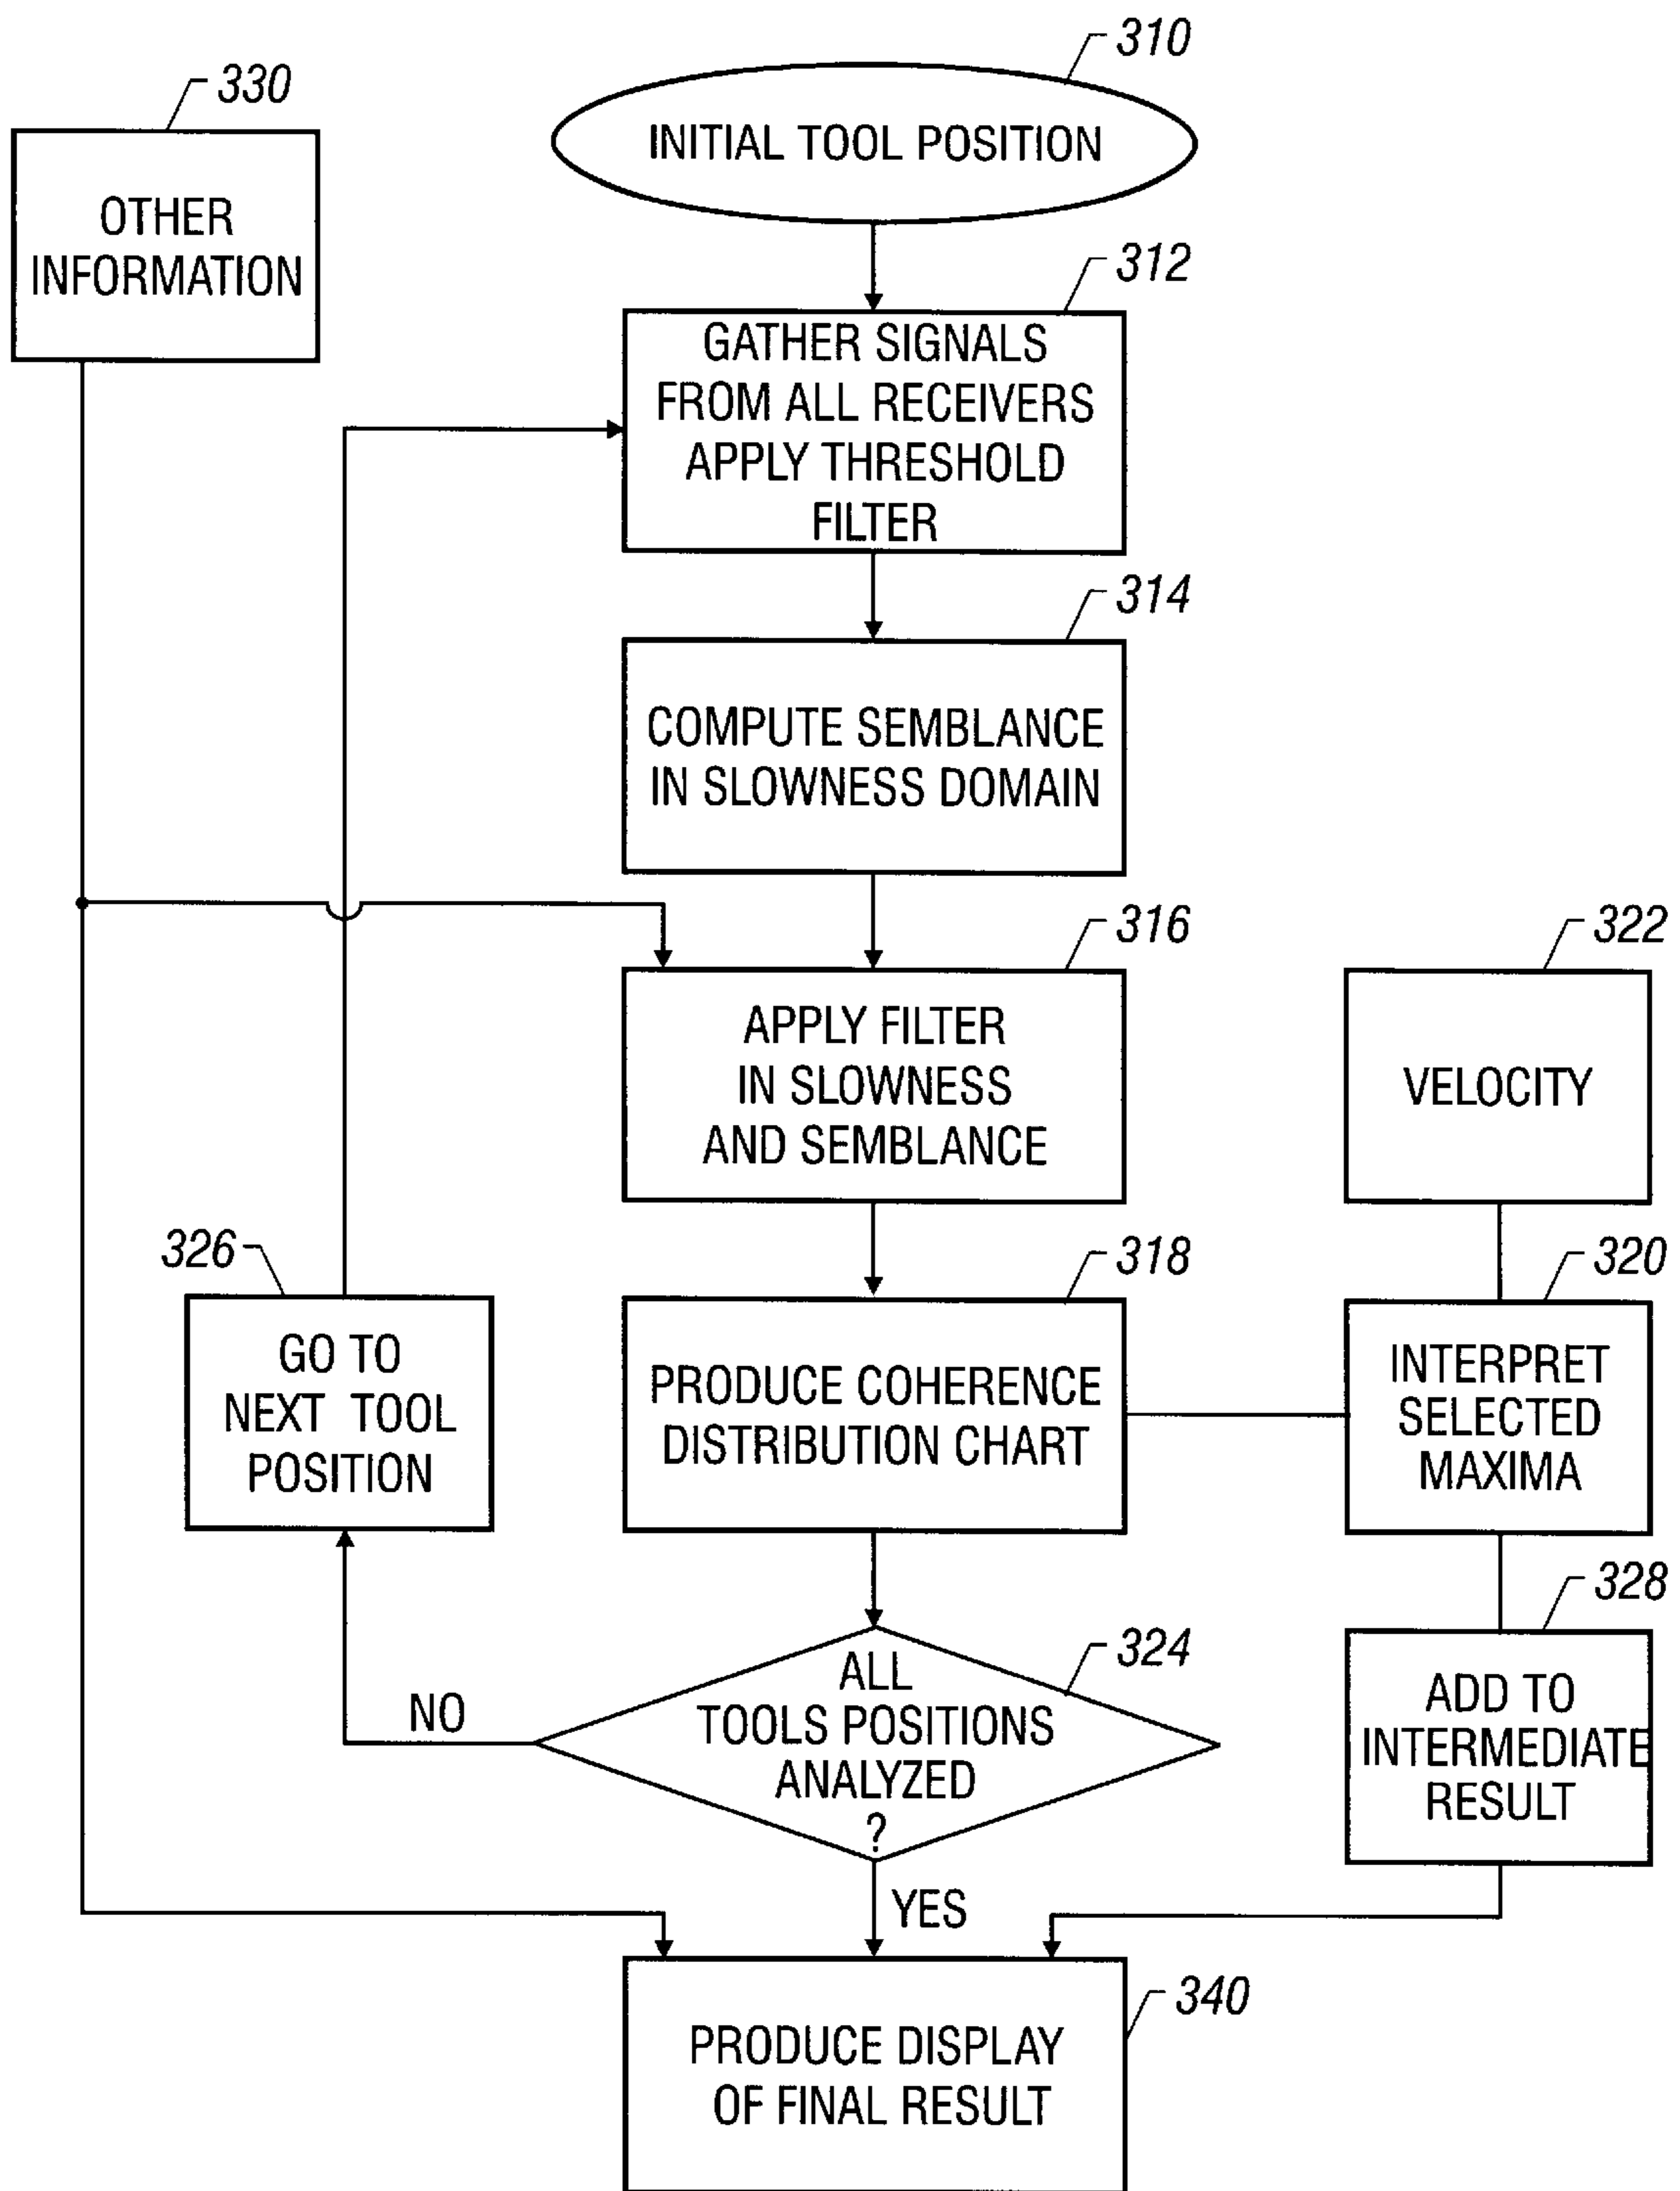 310
INITIAL TOOL POSITION
330
OTHER
INFORMATION
312
GATHER SIGNALS
FROM ALL RECEIVERS
APPLY THRESHOLD
FILTER
314
COMPUTE SEMBLANCE
IN SLOWNESS DOMAIN
316
APPLY FILTER
IN SLOWNESS
AND SEMBLANCE
322
VELOCITY
326
GO TO
NEXT TOOL
POSITION
318
PRODUCE COHERENCE
DISTRIBUTION CHART
320
INTERPRET
SELECTED
MAXIMA
324
ALL
TOOLS POSITIONS
ANALYZED
?
NO
YES
328
ADD TO
INTERMEDIATE
RESULT
340
PRODUCE DISPLAY
OF FINAL RESULT